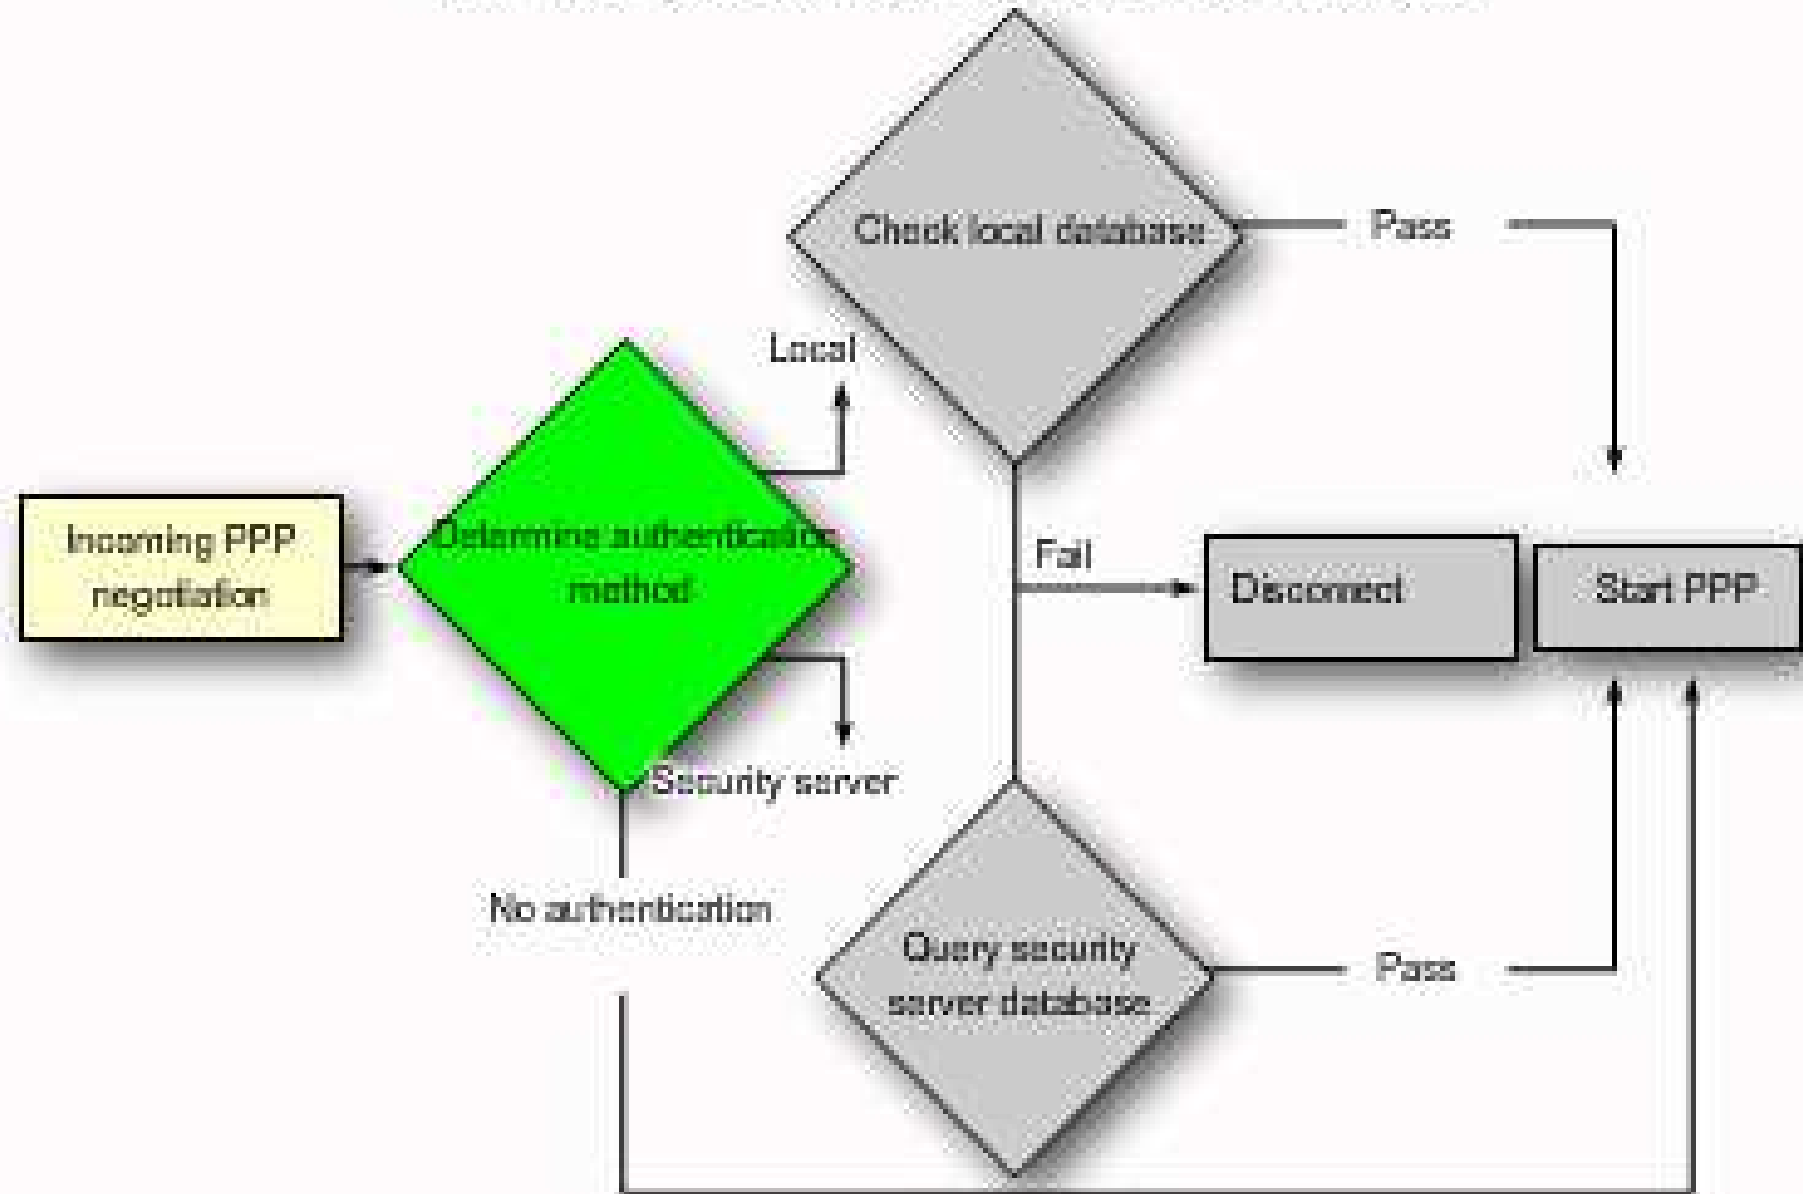 Check local database
Pass
Local
Incoming PPP
negotiation
Determine authentication
method
Fail
Disconnect
Start PPP
Security server
No authentication
Query security
server database
Pass